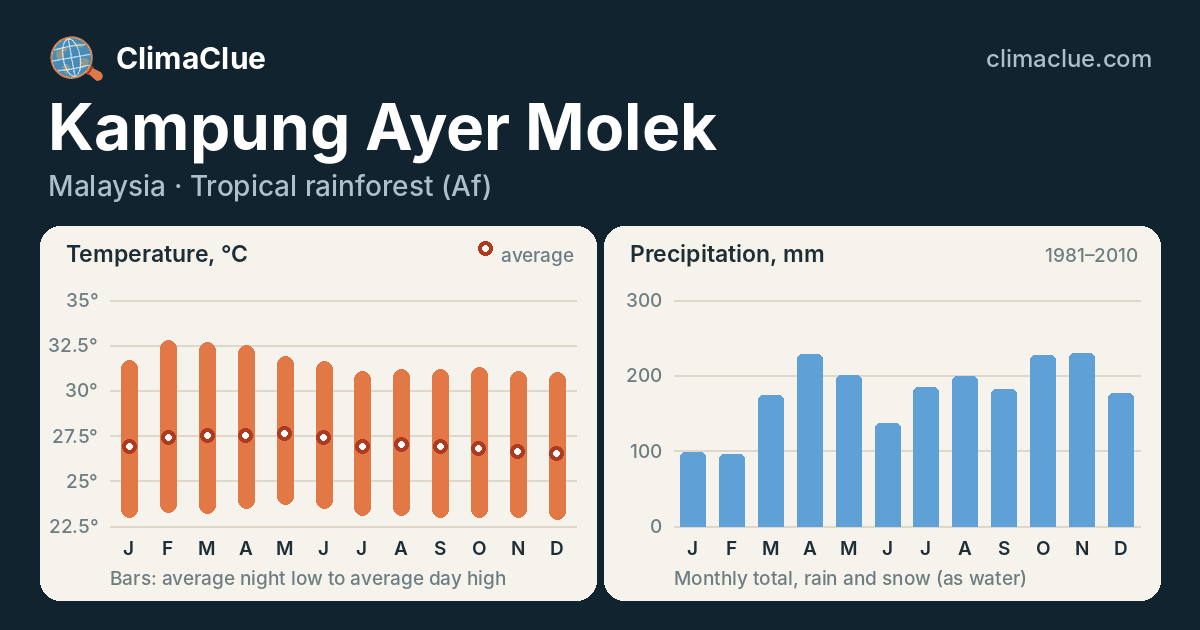 ClimaClue
climaclue.com
Kampung Ayer Molek
Malaysia · Tropical rainforest (Af)
Temperature, °C
average
35°
32.5°
30°
27.5°
25°
22.5°
J F M A M J J A S O N D
Bars: average night low to average day high
Precipitation, mm
1981–2010
300
200
100
0
J F M A M J J A S O N D
Monthly total, rain and snow (as water)